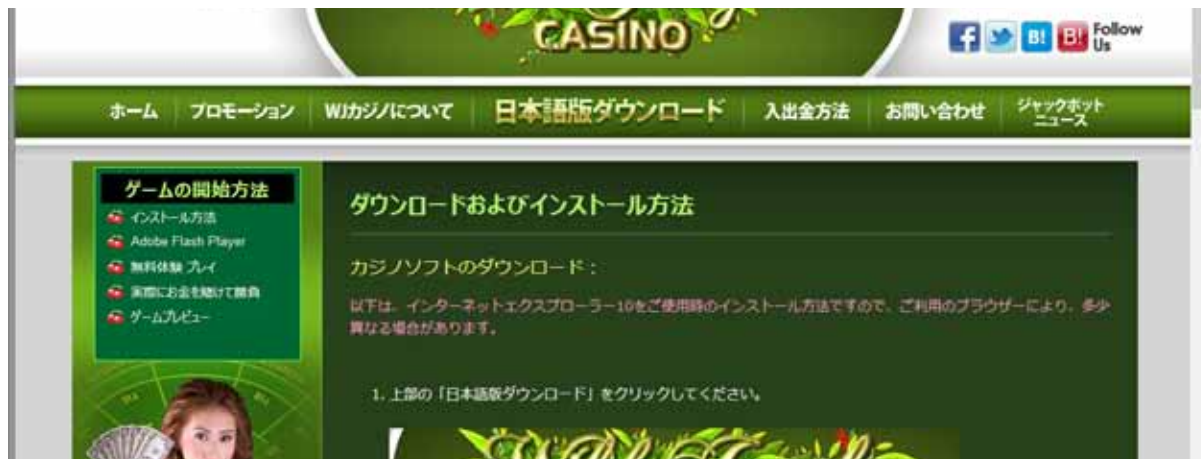 CASINO
Follow
Us
ホーム
プロモーション
WJカジノについて
日本語版ダウンロード
入出金方法
お問い合わせ
ジャックポット
ニュース
ゲームの開始方法
インストール方法
Adobe Flash Player
無料体験 プレイ
実際にお金を賭けて勝負
ゲームプレビュー
ダウンロードおよびインストール方法
カジノソフトのダウンロード：
以下は、インターネットエクスプローラー10をご使用時のインストール方法ですので、ご利用のブラウザーにより、多少
異なる場合があります。
1. 上部の「日本語版ダウンロード」をクリックしてください。